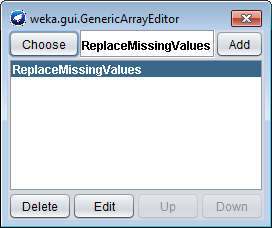 weka.gui.GenericArrayEditor
Choose ReplaceMissingValues Add
ReplaceMissingValues
Delete Edit Up Down